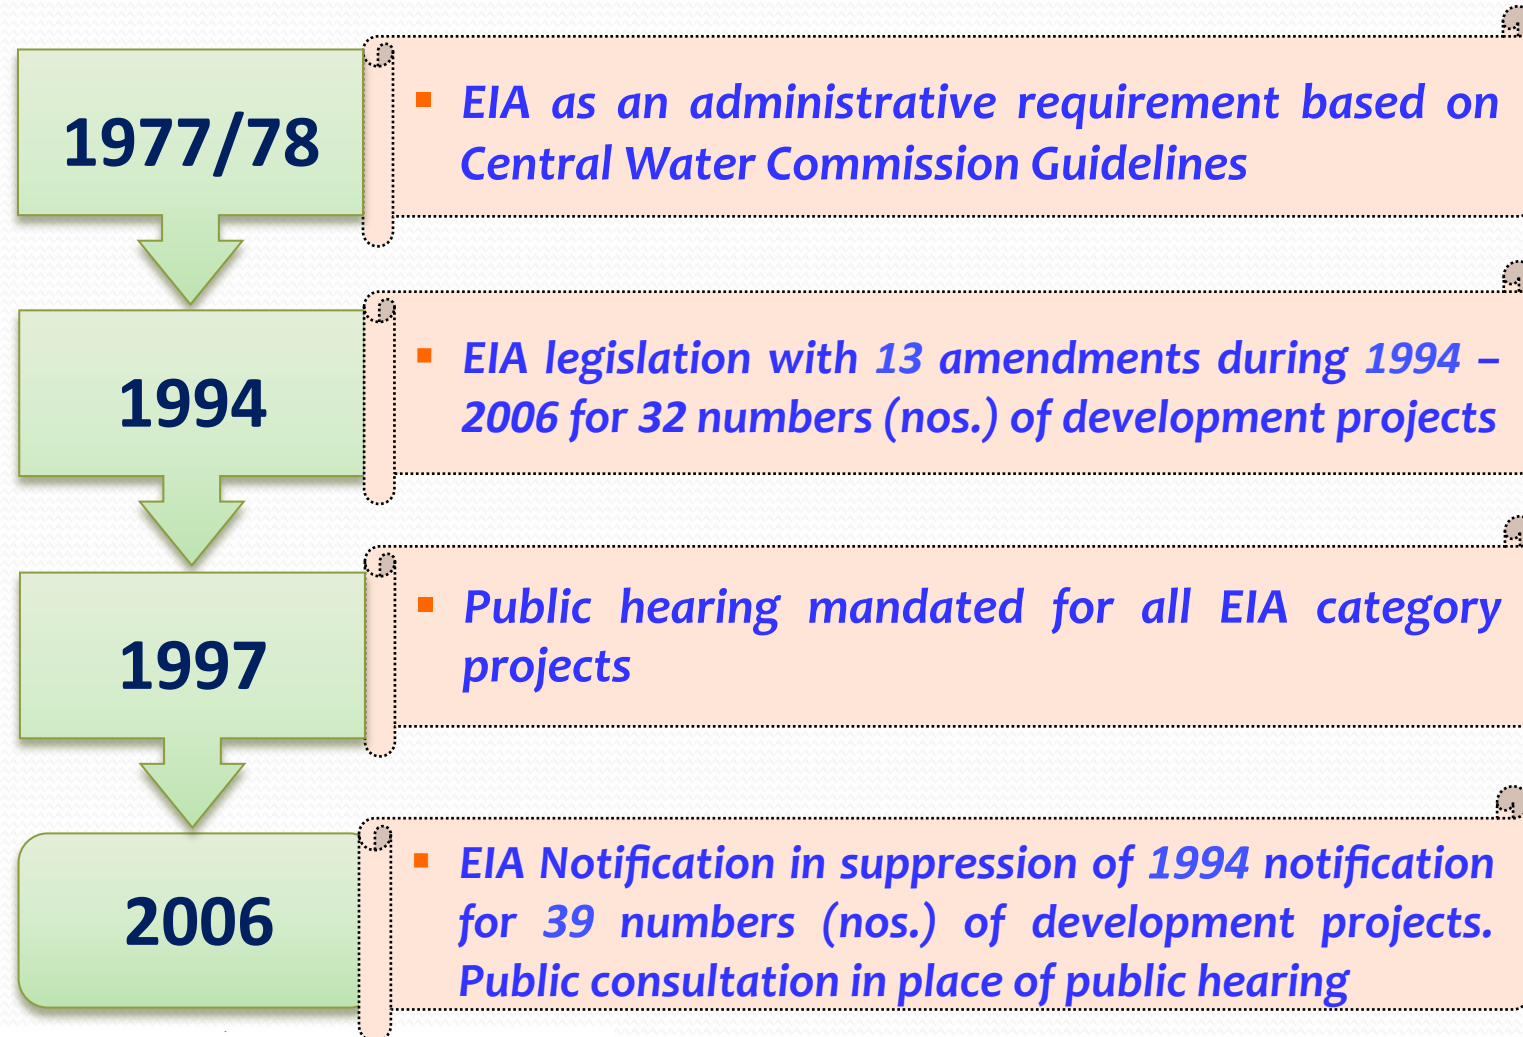 1977/78
▪ EIA as an administrative requirement based on
Central Water Commission Guidelines
1994
▪ EIA legislation with 13 amendments during 1994 –
2006 for 32 numbers (nos.) of development projects
1997
▪ Public hearing mandated for all EIA category
projects
2006
▪ EIA Notification in suppression of 1994 notification
for 39 numbers (nos.) of development projects.
Public consultation in place of public hearing